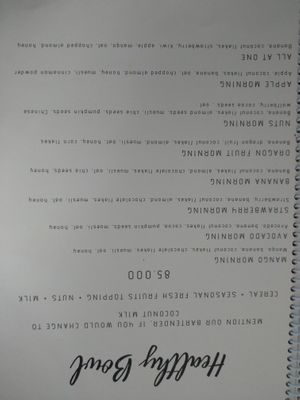 Healthy Bowl
MENTION OUR BARTENDER, IF YOU WOULD CHANGE TO
COCONUT MILK
CEREAL • SEASONAL FRESH FRUITS TOPPING • NUTS • MILK
85.000
MANGO MORNING
Mango, banana, coconut, muesli, flakes, chocolate, oat, honey
AVOCADO MORNING
Avocado, banana, coconut flakes, cocoa, pumpkin seeds, muesli, honey
STRAWBERRY MORNING
Strawberry, banana, coconut flakes, almond, chocolate flakes, muesli, oat, honey
BANANA MORNING
Banana, coconut flakes, almond, chocolate flakes, muesli, oat, chia seeds, honey
DRAGON FRUIT MORNING
Banana, dragon fruit, coconut flakes, almond, muesli, oat, honey, corn flakes
NUTS MORNING
Banana, coconut flakes, almond seeds, muesli, chia seeds, pumpkin seeds, Chinese
wolfberry, cocoa, oat
APPLE MORNING
Apple, coconut flakes, banana, oat, almond chopped, muesli, cinnamon powder
ALL AT ONE
Banana, coconut flakes, strawberry, kiwi, apple, mango, oat, almond chopped, honey